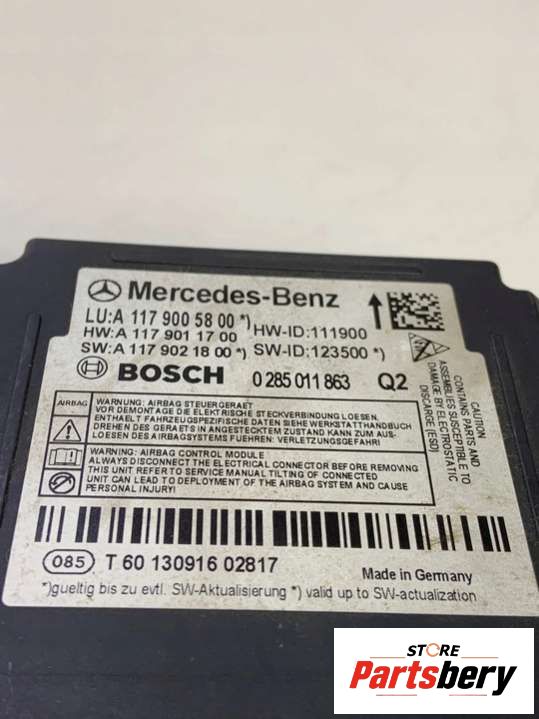 Mercedes-Benz
LU:A 117 900 58 00 *)
HW:A 117 901 17 00 HW-ID:111900
SW:A 117 902 18 00 *) SW-ID:123500 *)
BOSCH 0 285 011 863 Q2
AIRBAG
WARNING: AIRBAG STEUERGERAET
VOR DEMONTAGE DIE ELEKTRISCHE STECKVERBINDUNG LOESEN,
ENTHAELT FAHRZEUGSPEZIFISCHE DATEN SIEHE WERKSTATTHANDBUCH
DREHEN DES GERAETS IN ANGESTECKTEM ZUSTAND KANN ZUM AUS-
LOESEN DES AIRBAGSYSTEMS FUEHREN: VERLETZUNGSGEFAHR!
WARNING: AIRBAG CONTROL MODULE
ALWAYS DISCONNECT THE ELECTRICAL CONNECTOR BEFORE REMOVING
THIS UNIT REFER TO SERVICE MANUAL TILTING OF CONNECTED
UNIT CAN LEAD TO DEPLOYMENT OF THE AIRBAG SYSTEM AND CAUSE
PERSONAL INJURY!
CAUTION
CONTAINS PARTS AND
ASSEMBLIES SUSCEPTIBLE TO
DAMAGE BY ELECTROSTATIC
DISCHARGE (ESD)
085 T 60 130916 02817
Made in Germany
*)gueltig bis zu evtl. SW-Aktualisierung *) valid up to SW-actualization
STORE
Partsbery